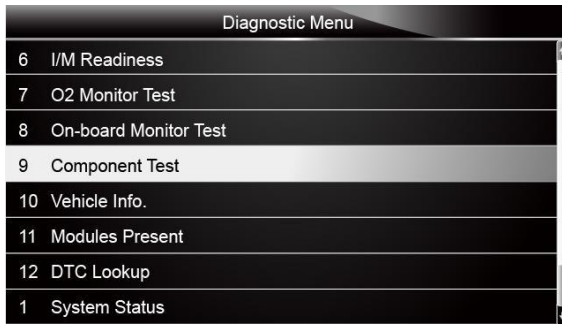 Diagnostic Menu
6 I/M Readiness
7 O2 Monitor Test
8 On-board Monitor Test
9 Component Test
10 Vehicle Info.
11 Modules Present
12 DTC Lookup
1 System Status